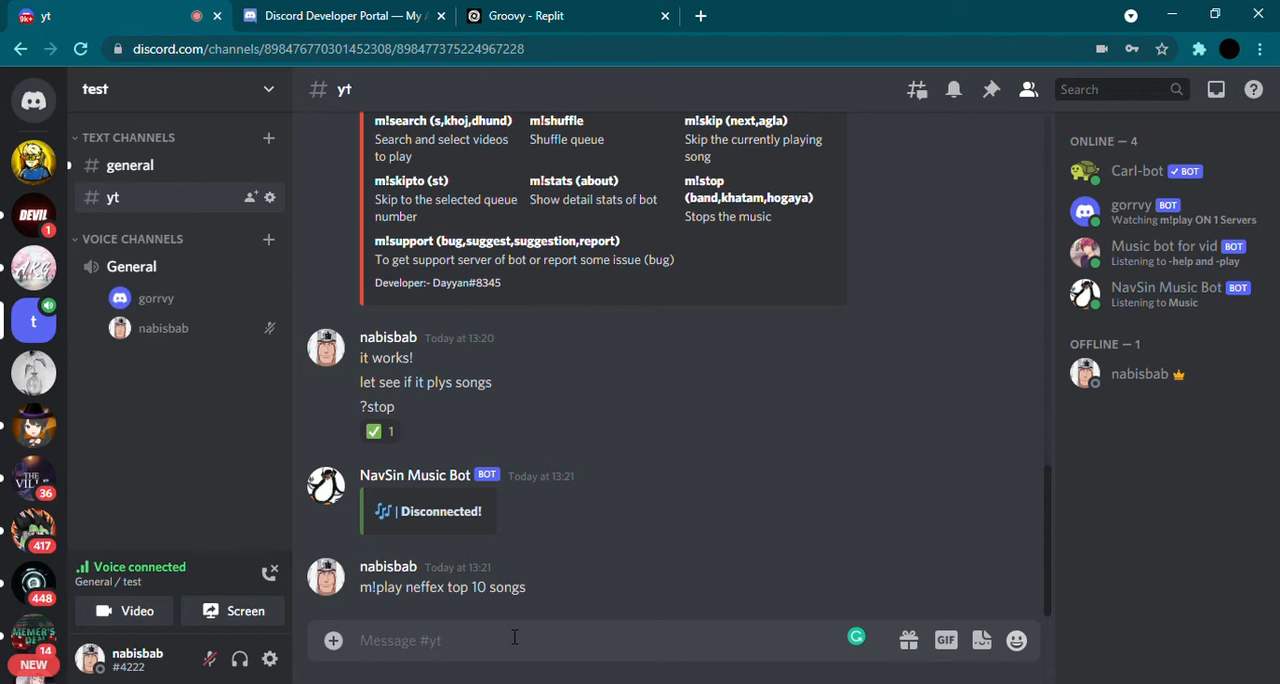 yt
Discord Developer Portal — My
Groovy - Replit
discord.com/channels/898476770301452308/898477375224967228
test
# yt
Search
TEXT CHANNELS
# general
# yt
VOICE CHANNELS
General
gorrvy
nabisbab
m!search (s,khoj,dhund)
Search and select videos
to play
m!shuffle
Shuffle queue
m!skip (next,agla)
Skip the currently playing
song
m!skipto (st)
Skip to the selected queue
number
m!stats (about)
Show detail stats of bot
m!stop
(band,khatam,hogaya)
Stops the music
m!support (bug,suggest,suggestion,report)
To get support server of bot or report some issue (bug)
Developer:- Dayyan#8345
nabisbab Today at 13:20
it works!
let see if it plys songs
?stop
1
NavSin Music Bot BOT Today at 13:21
| Disconnected!
nabisbab Today at 13:21
m!play neffex top 10 songs
Message #yt
GIF
ONLINE — 4
Carl-bot ✓ BOT
gorrvy BOT
Watching m!play ON 1 Servers
Music bot for vid BOT
Listening to -help and -play
NavSin Music Bot BOT
Listening to Music
OFFLINE — 1
nabisbab
Voice connected
General / test
Video
Screen
nabisbab
#4222
9k+
DEVIL
1
t
36
417
448
14
NEW